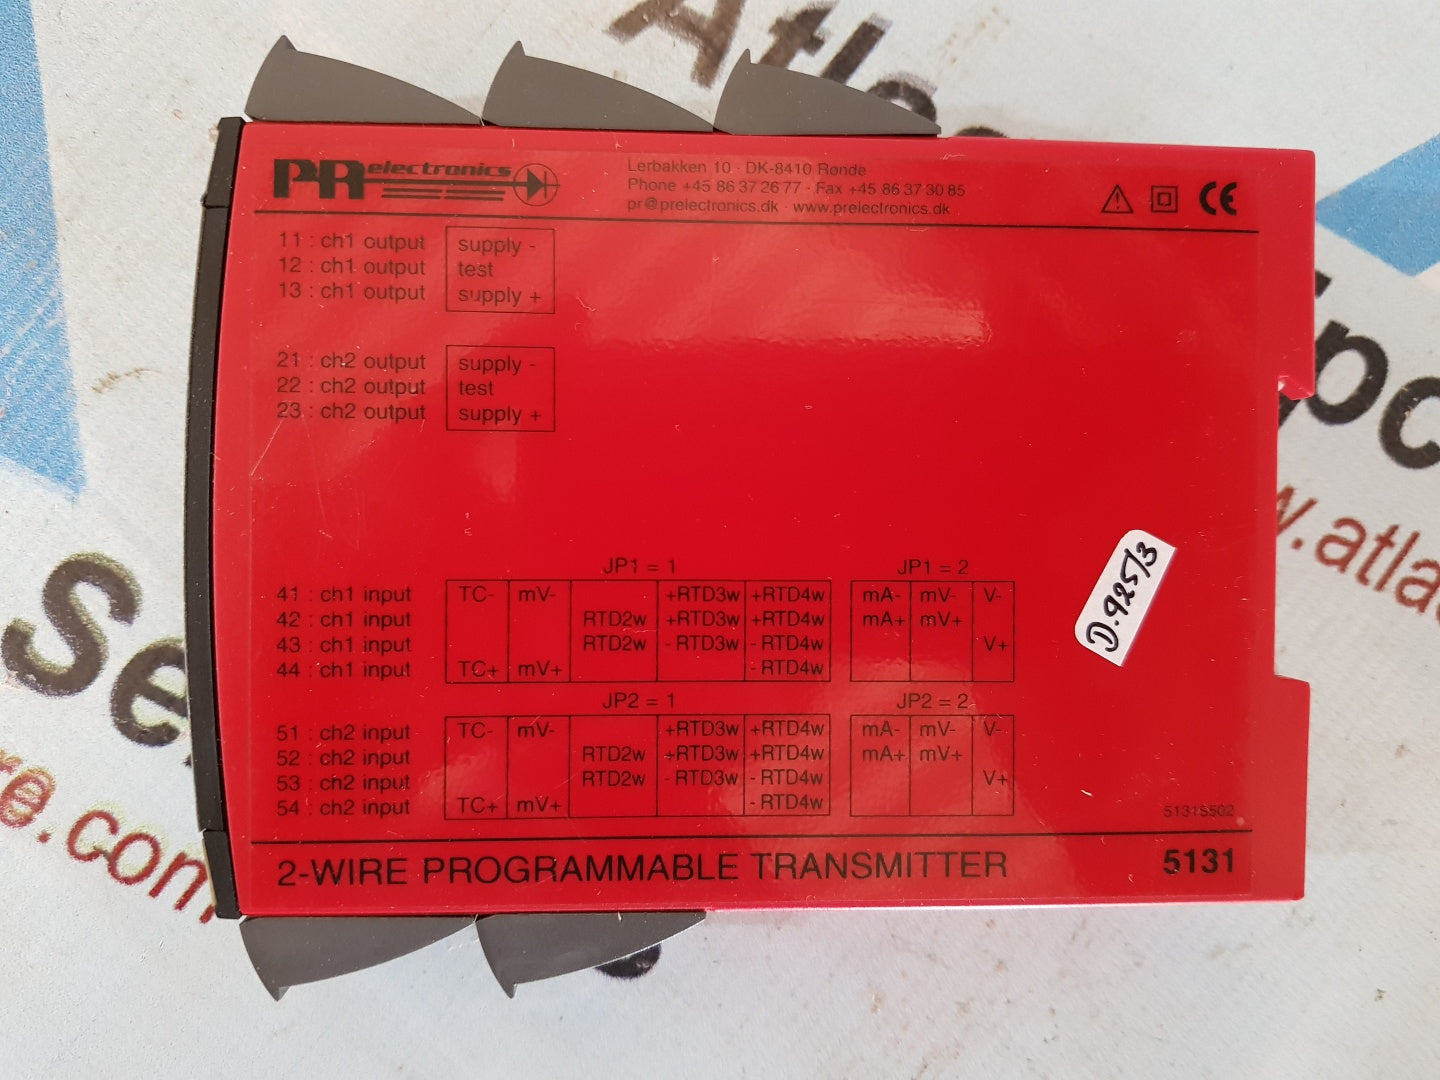 PR electronics
Lerbakken 10 · DK-8410 Rønde
Phone +45 86 37 26 77 · Fax +45 86 37 30 85
pr@prelectronics.dk · www.prelectronics.dk
CE
11 : ch1 output supply -
12 : ch1 output test
13 : ch1 output supply +
21 : ch2 output supply -
22 : ch2 output test
23 : ch2 output supply +
JP1 = 1 JP1 = 2
41 : ch1 input TC- mV- +RTD3w +RTD4w mA- mV- V-
42 : ch1 input RTD2w +RTD3w +RTD4w mA+ mV+
43 : ch1 input RTD2w -RTD3w -RTD4w V+
44 : ch1 input TC+ mV+ -RTD4w
JP2 = 1 JP2 = 2
51 : ch2 input TC- mV- +RTD3w +RTD4w mA- mV- V-
52 : ch2 input RTD2w +RTD3w +RTD4w mA+ mV+
53 : ch2 input RTD2w -RTD3w -RTD4w V+
54 : ch2 input TC+ mV+ -RTD4w
D.925/3
5131S502
2-WIRE PROGRAMMABLE TRANSMITTER 5131